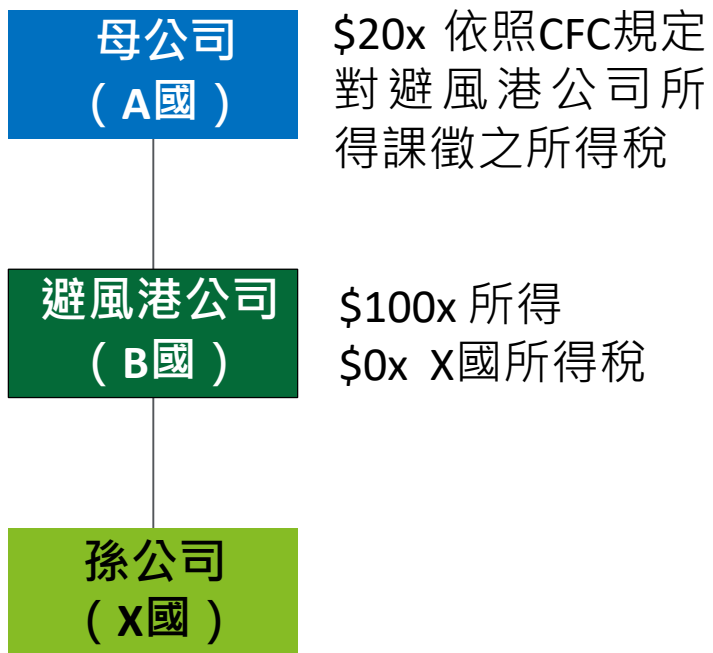 母公司
（A國）
$20x 依照CFC規定
對避風港公司所
得課徵之所得稅
避風港公司
（B國）
$100x 所得
$0x X國所得稅
孫公司
（X國）